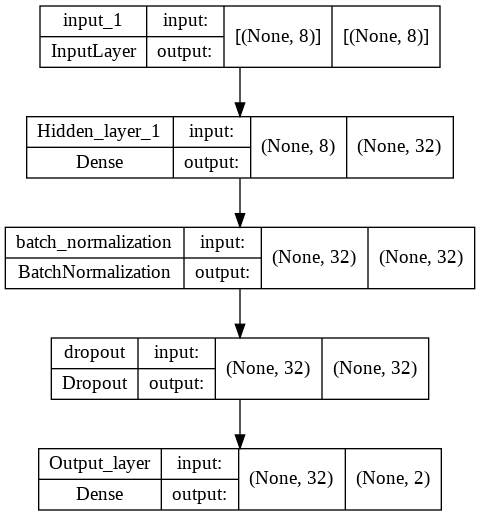 input_1 input: [(None, 8)] [(None, 8)]
InputLayer output:
Hidden_layer_1 input: (None, 8) (None, 32)
Dense output:
batch_normalization input: (None, 32) (None, 32)
BatchNormalization output:
dropout input: (None, 32) (None, 32)
Dropout output:
Output_layer input: (None, 32) (None, 2)
Dense output: